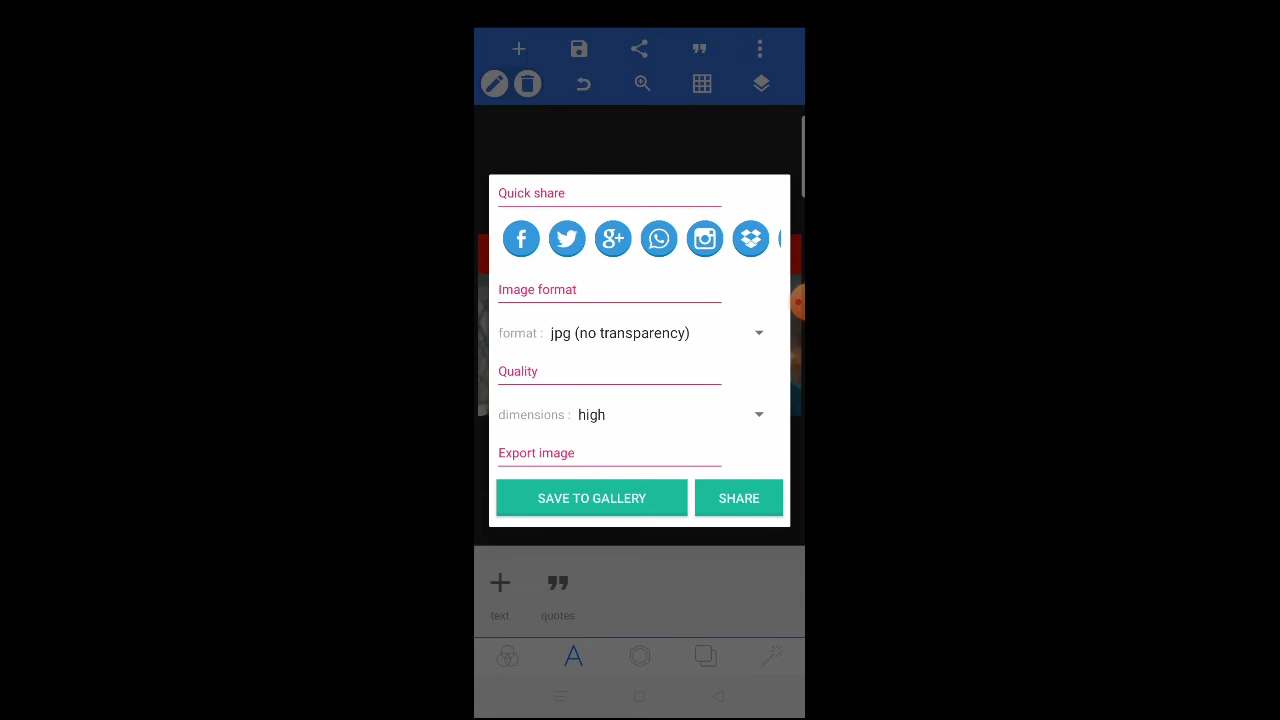 Quick share
Image format
format : jpg (no transparency)
Quality
dimensions : high
Export image
SAVE TO GALLERY SHARE
text quotes